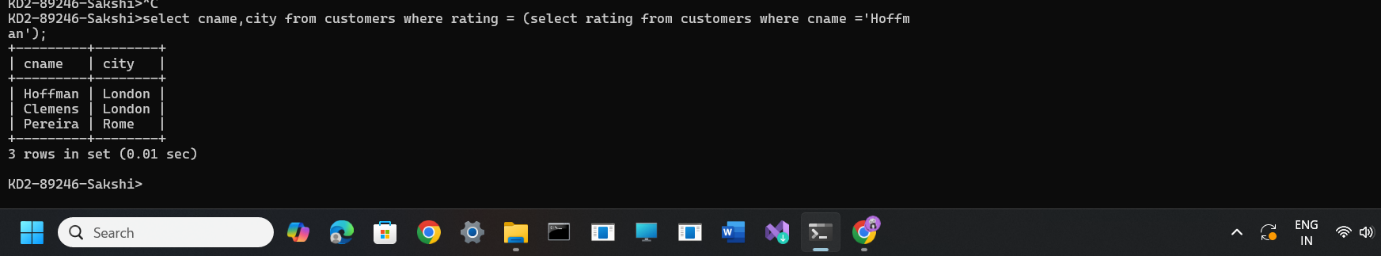 KD2-89246-Sakshi>^C
KD2-89246-Sakshi>select cname,city from customers where rating = (select rating from customers where cname ='Hoffm
an');
+---------+--------+
| cname   | city   |
+---------+--------+
| Hoffman | London |
| Clemens | London |
| Pereira | Rome   |
+---------+--------+
3 rows in set (0.01 sec)
KD2-89246-Sakshi>
Search
ENG
IN